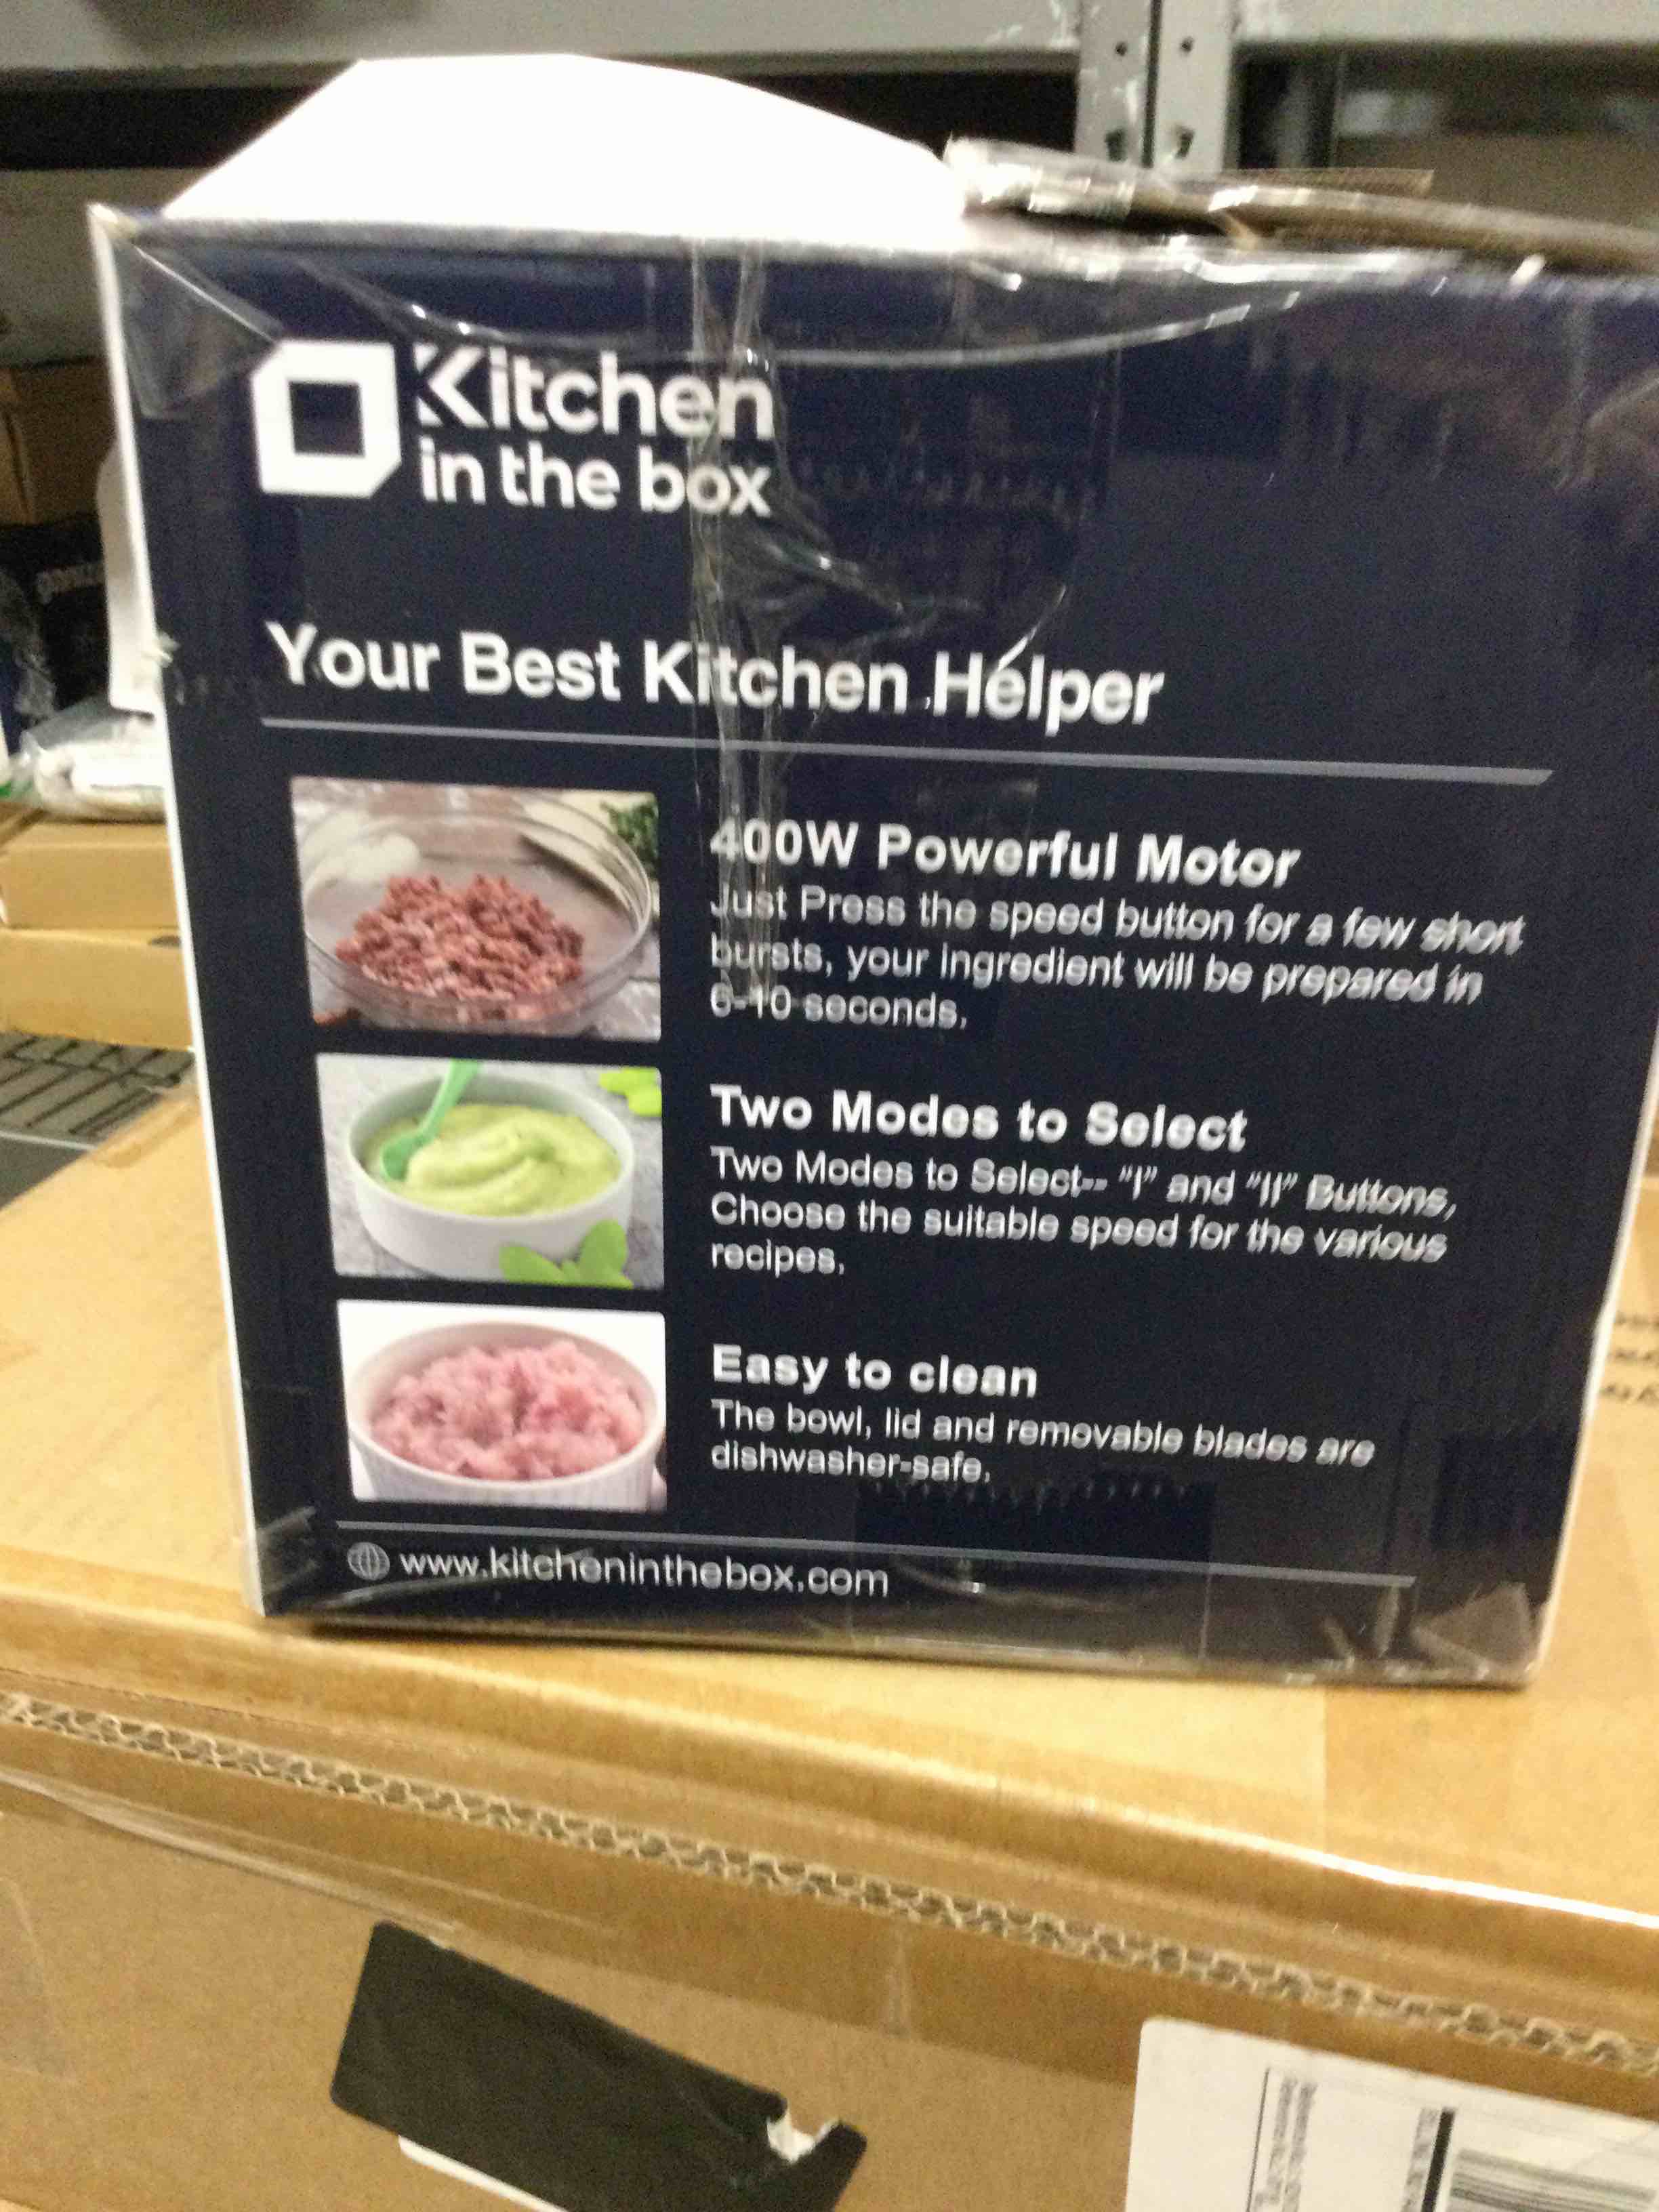 Kitchen
in the box
Your Best Kitchen Helper
400W Powerful Motor
Just Press the speed button for a few short
bursts, your ingredient will be prepared in
6-10 seconds.
Two Modes to Select
Two Modes to Select-- "I" and "II" Buttons,
Choose the suitable speed for the various
recipes.
Easy to clean
The bowl, lid and removable blades are
dishwasher-safe.
www.kitcheninthebox.com